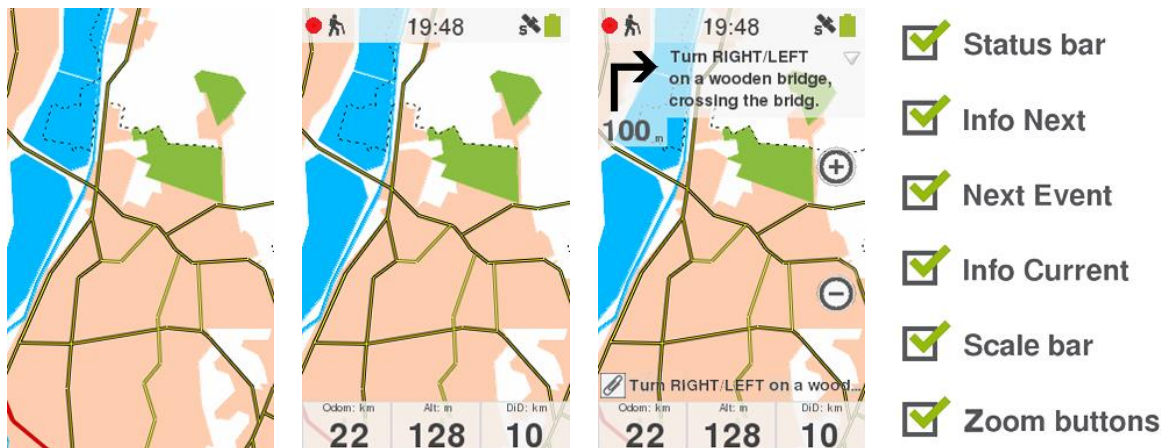 19:48
S
Odom: km
Alt: m
DiD: km
22
128
10
19:48
S
Turn RIGHT/LEFT
on a wooden bridge,
crossing the bridg.
100 m
+
−
Turn RIGHT/LEFT on a wood...
Odom: km
Alt: m
DiD: km
22
128
10
Status bar
Info Next
Next Event
Info Current
Scale bar
Zoom buttons